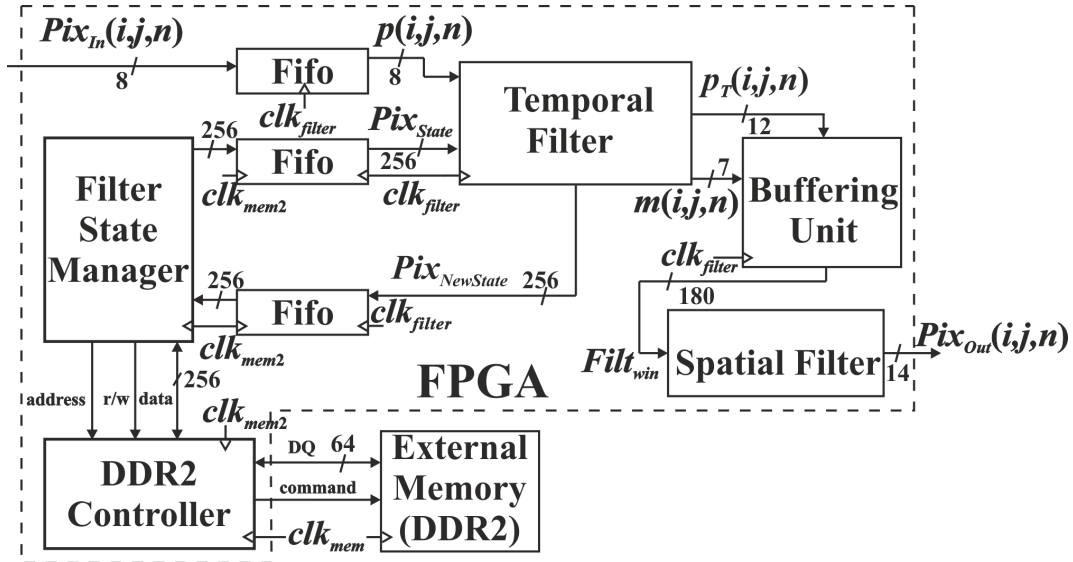 Pix_In(i,j,n)
8
Fifo
clk_filter
p(i,j,n)
8
Temporal
Filter
p_T(i,j,n)
12
m(i,j,n)
7
Buffering
Unit
clk_filter
256
Fifo
clk_mem2
Pix_State
256
clk_filter
Filter
State
Manager
256
Fifo
clk_mem2
Pix_NewState
256
clk_filter
180
Filt_win
Spatial Filter
Pix_Out(i,j,n)
14
FPGA
address
r/w
data
256
clk_mem2
DDR2
Controller
DQ
64
command
clk_mem
External
Memory
(DDR2)